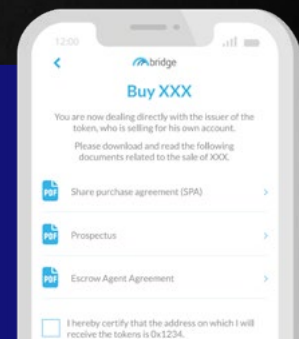 12:00
bridge
Buy XXX
You are now dealing directly with the issuer of the
token, who is selling for his own account.
Please download and read the following
documents related to the sale of XXX.
PDF Share purchase agreement (SPA)
PDF Prospectus
PDF Escrow Agent Agreement
I hereby certify that the address on which I will
receive the tokens is 0x1234.